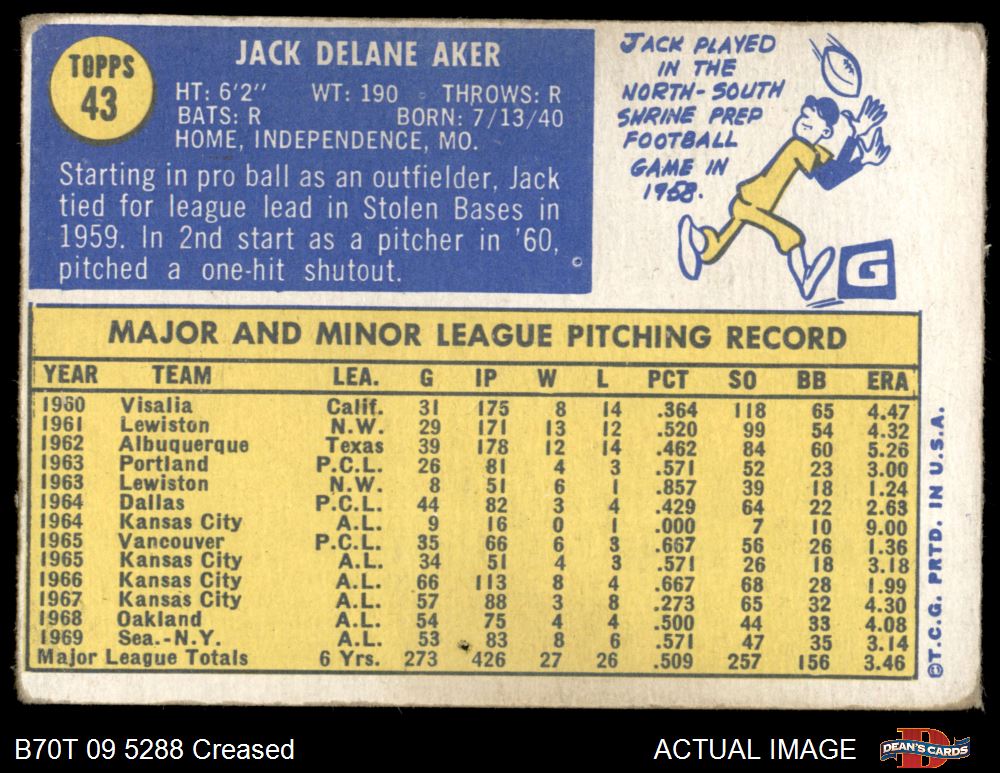 TOPPS
43
JACK DELANE AKER
HT: 6'2" WT: 190 THROWS: R
BATS: R BORN: 7/13/40
HOME, INDEPENDENCE, MO.
Starting in pro ball as an outfielder, Jack
tied for league lead in Stolen Bases in
1959. In 2nd start as a pitcher in '60,
pitched a one-hit shutout.
JACK PLAYED
IN THE
NORTH-SOUTH
SHRINE PREP
FOOTBALL
GAME IN
1958.
G
MAJOR AND MINOR LEAGUE PITCHING RECORD
YEAR TEAM LEA. G IP W L PCT SO BB ERA
1960 Visalia Calif. 31 175 8 14 .364 118 65 4.47
1961 Lewiston N.W. 29 171 13 12 .520 99 54 4.32
1962 Albuquerque Texas 39 178 12 14 .462 84 60 5.26
1963 Portland P.C.L. 26 81 4 3 .571 52 23 3.00
1963 Lewiston N.W. 8 51 6 1 .857 39 18 1.24
1964 Dallas P.C.L. 44 82 3 4 .429 64 22 2.63
1964 Kansas City A.L. 9 16 0 1 .000 7 10 9.00
1965 Vancouver P.C.L. 35 66 6 3 .667 56 26 1.36
1965 Kansas City A.L. 34 51 4 3 .571 26 18 3.18
1966 Kansas City A.L. 66 113 8 4 .667 68 28 1.99
1967 Kansas City A.L. 57 88 3 8 .273 65 32 4.30
1968 Oakland A.L. 54 75 4 4 .500 44 33 4.08
1969 Sea.-N.Y. A.L. 53 83 8 6 .571 47 35 3.14
Major League Totals 6 Yrs. 273 426 27 26 .509 257 156 3.46
©T.C.G. PRTD. IN U.S.A.
B70T 09 5288 Creased
ACTUAL IMAGE
D
DEAN'S CARDS